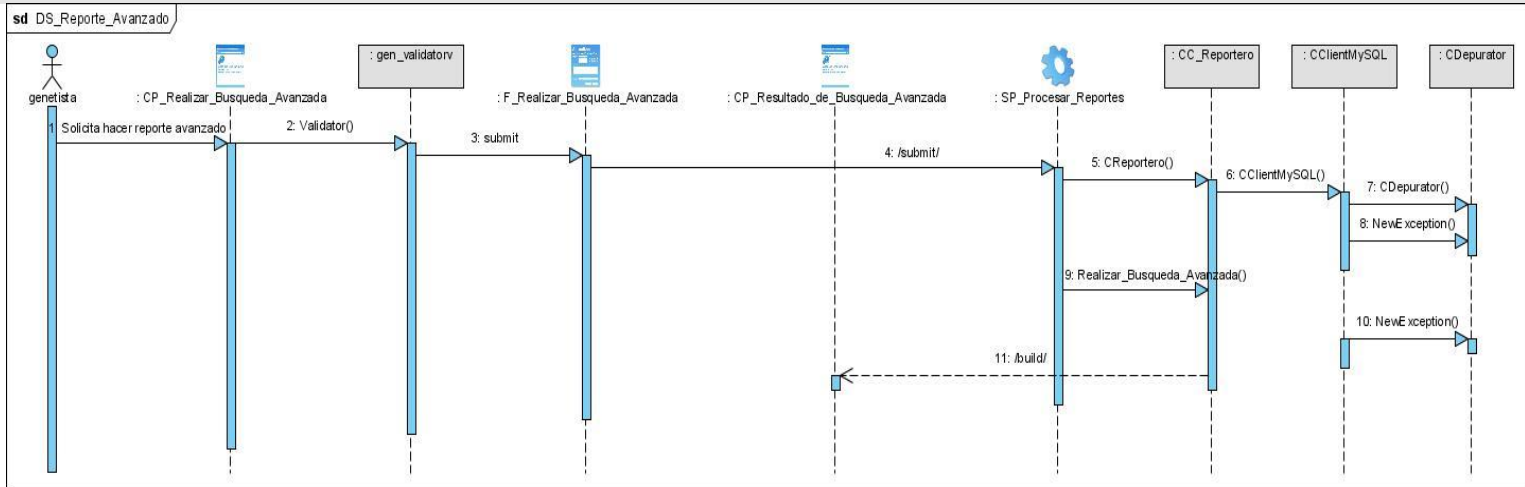 sd DS_Reporte_Avanzado
genetista
: CP_Realizar_Busqueda_Avanzada
: gen_validatorv
: F_Realizar_Busqueda_Avanzada
: CP_Resultado_de_Busqueda_Avanzada
: SP_Procesar_Reportes
: CC_Reportero
: CClientMySQL
: CDepurator
1 Solicita hacer reporte avanzado
2: Validator()
3: submit
4: /submit/
5: CReportero()
6: CClientMySQL()
7: CDepurator()
8: NewException()
9: Realizar_Busqueda_Avanzada()
10: NewException()
11: /build/